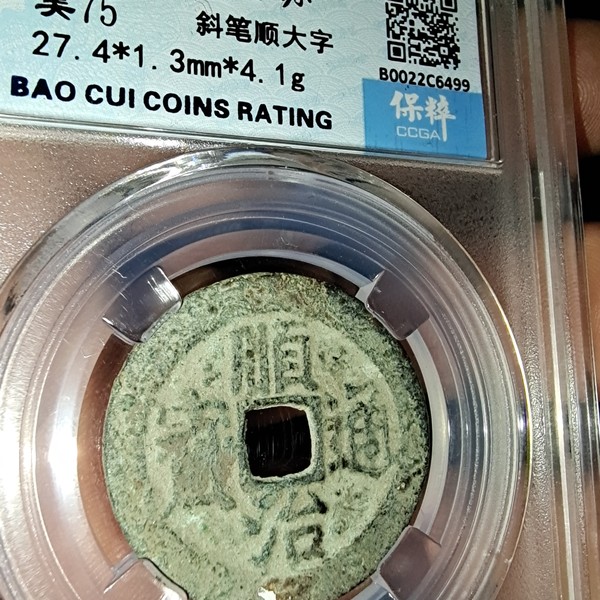 美75
斜笔顺大字
27.4*1.3mm*4.1g
BAO CUI COINS RATING
B0022C6499
保粹
CCGA
順治通寶